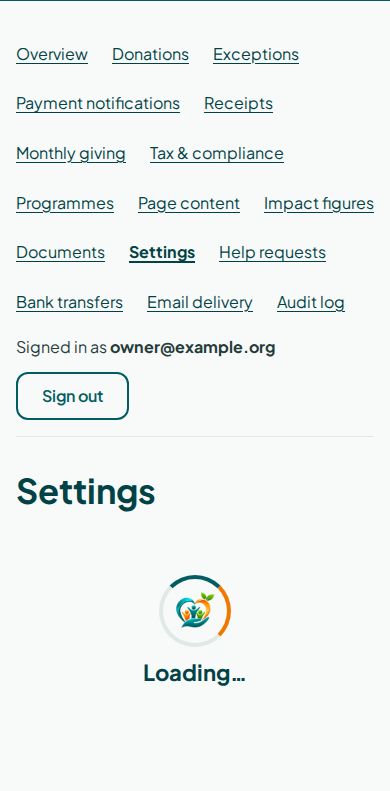 Overview Donations Exceptions
Payment notifications Receipts
Monthly giving Tax & compliance
Programmes Page content Impact figures
Documents Settings Help requests
Bank transfers Email delivery Audit log
Signed in as owner@example.org
Sign out
Settings
Loading...